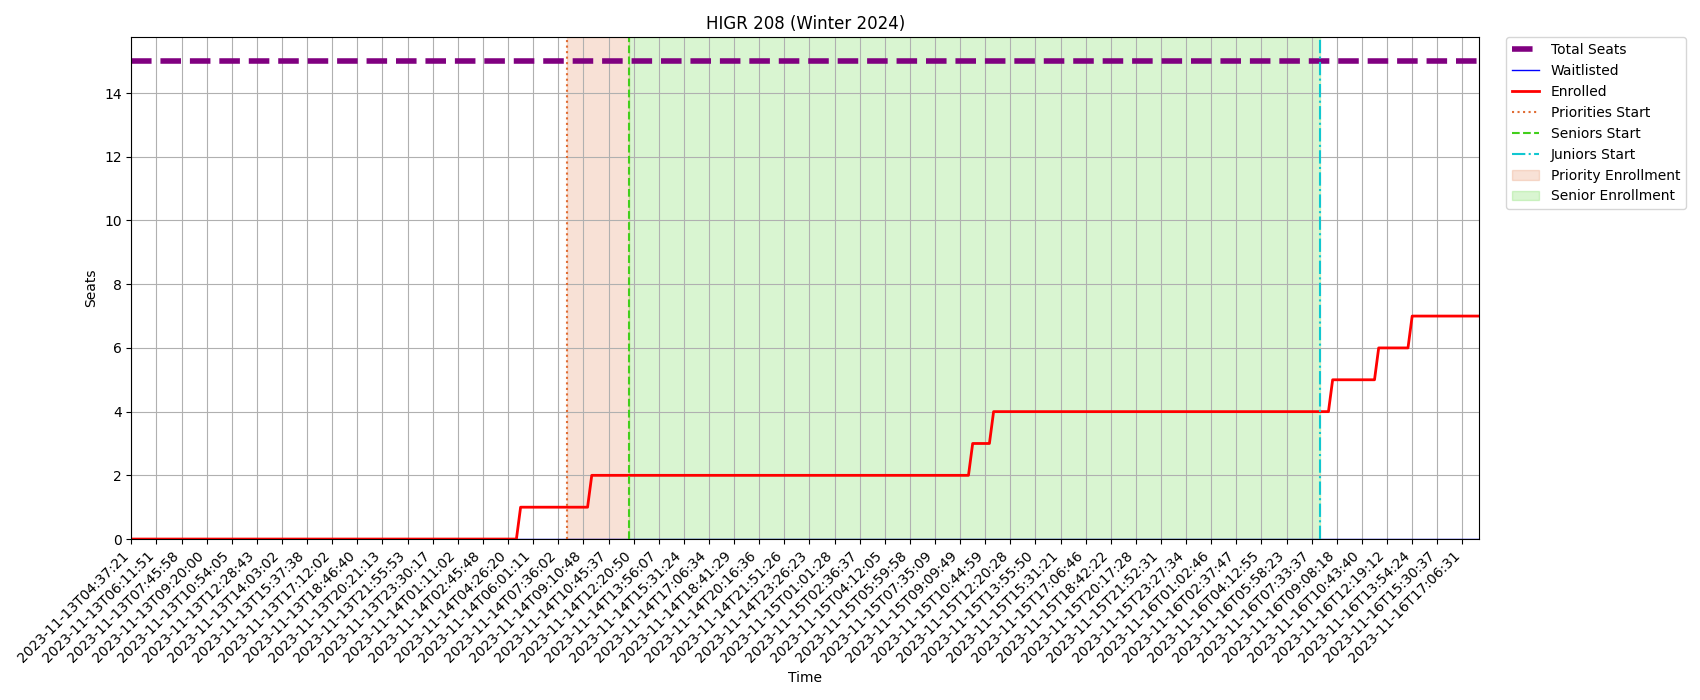 HIGR 208 (Winter 2024)
Total Seats
Waitlisted
Enrolled
Priorities Start
Seniors Start
Juniors Start
Priority Enrollment
Senior Enrollment
Seats
14
12
10
8
6
4
2
0
2023-11-13T04:37:21
2023-11-13T06:11:51
2023-11-13T07:45:58
2023-11-13T09:20:00
2023-11-13T10:54:05
2023-11-13T12:28:43
2023-11-13T14:03:02
2023-11-13T15:37:38
2023-11-13T17:12:02
2023-11-13T18:46:40
2023-11-13T20:21:13
2023-11-13T21:55:53
2023-11-13T23:30:17
2023-11-14T01:11:02
2023-11-14T02:45:48
2023-11-14T04:26:20
2023-11-14T06:01:11
2023-11-14T07:36:02
2023-11-14T09:10:48
2023-11-14T10:45:37
2023-11-14T12:20:50
2023-11-14T13:56:07
2023-11-14T15:31:24
2023-11-14T17:06:34
2023-11-14T18:41:29
2023-11-14T20:16:36
2023-11-14T21:51:26
2023-11-14T23:26:23
2023-11-15T01:01:28
2023-11-15T02:36:37
2023-11-15T04:12:05
2023-11-15T05:59:58
2023-11-15T07:35:09
2023-11-15T09:09:49
2023-11-15T10:44:59
2023-11-15T12:20:28
2023-11-15T13:55:50
2023-11-15T15:31:21
2023-11-15T17:06:46
2023-11-15T18:42:22
2023-11-15T20:17:28
2023-11-15T21:52:31
2023-11-15T23:27:34
2023-11-16T01:02:46
2023-11-16T02:37:47
2023-11-16T04:12:55
2023-11-16T05:58:23
2023-11-16T07:33:37
2023-11-16T09:08:18
2023-11-16T10:43:40
2023-11-16T12:19:12
2023-11-16T13:54:24
2023-11-16T15:30:37
2023-11-16T17:06:31
Time